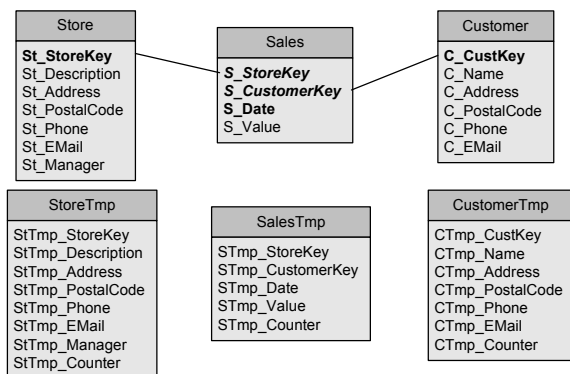 Store
St_StoreKey
St_Description
St_Address
St_PostalCode
St_Phone
St_EMail
St_Manager
Sales
S_StoreKey
S_CustomerKey
S_Date
S_Value
Customer
C_CustKey
C_Name
C_Address
C_PostalCode
C_Phone
C_EMail
StoreTmp
StTmp_StoreKey
StTmp_Description
StTmp_Address
StTmp_PostalCode
StTmp_Phone
StTmp_EMail
StTmp_Manager
StTmp_Counter
SalesTmp
STmp_StoreKey
STmp_CustomerKey
STmp_Date
STmp_Value
STmp_Counter
CustomerTmp
CTmp_CustKey
CTmp_Name
CTmp_Address
CTmp_PostalCode
CTmp_Phone
CTmp_EMail
CTmp_Counter